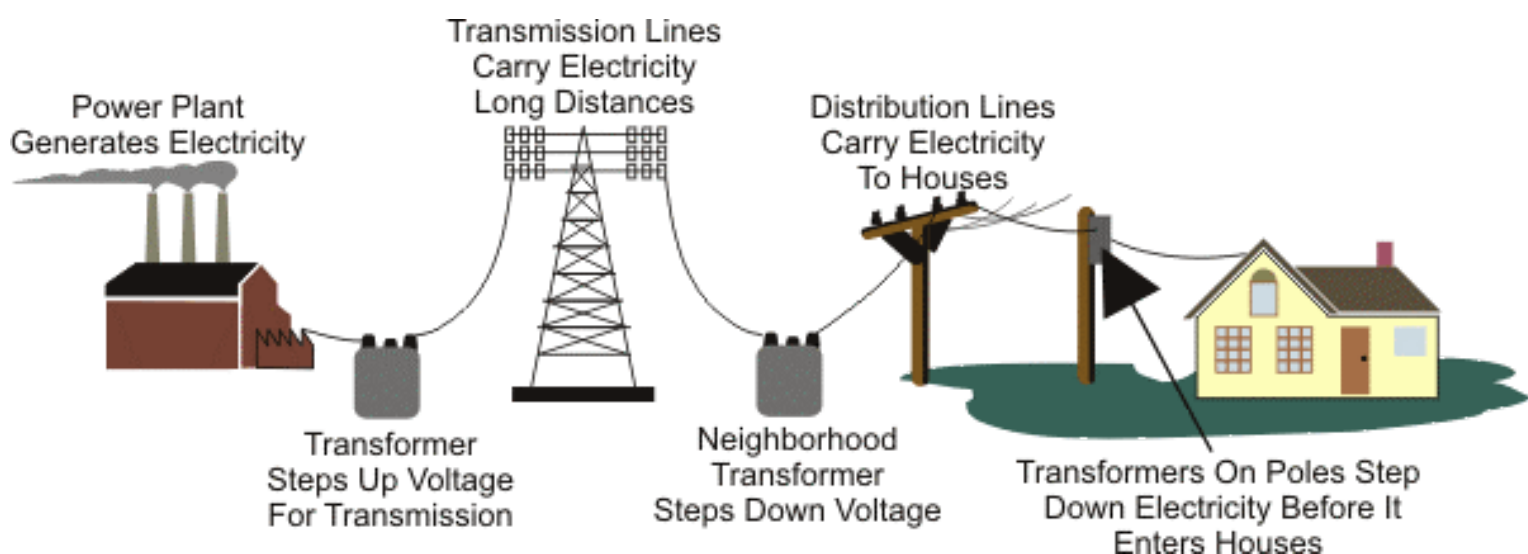 Power Plant
Generates Electricity
Transformer
Steps Up Voltage
For Transmission
Transmission Lines
Carry Electricity
Long Distances
Neighborhood
Transformer
Steps Down Voltage
Distribution Lines
Carry Electricity
To Houses
Transformers On Poles Step
Down Electricity Before It
Enters Houses